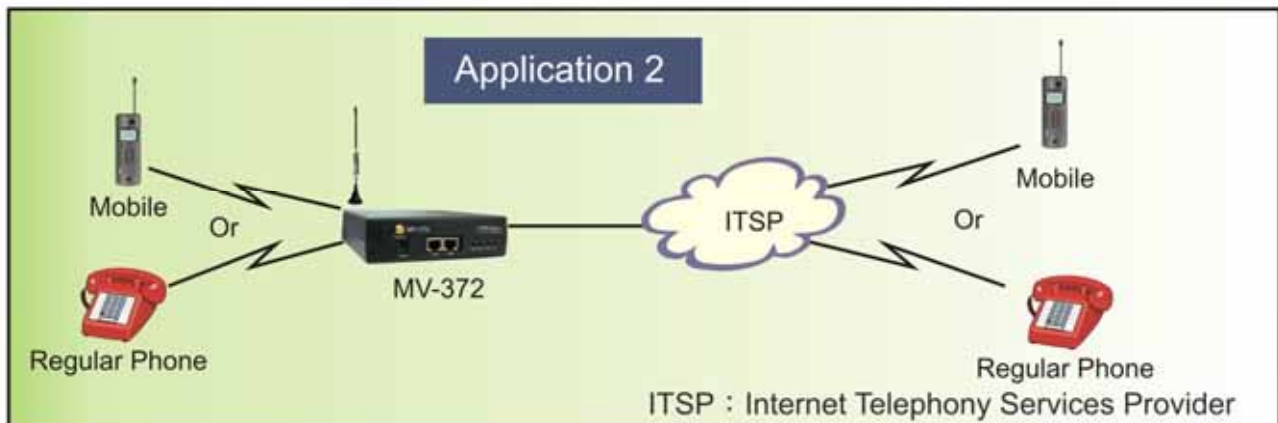 Application 2
Mobile
Or
Regular Phone
MV-372
ITSP
Mobile
Or
Regular Phone
ITSP : Internet Telephony Services Provider